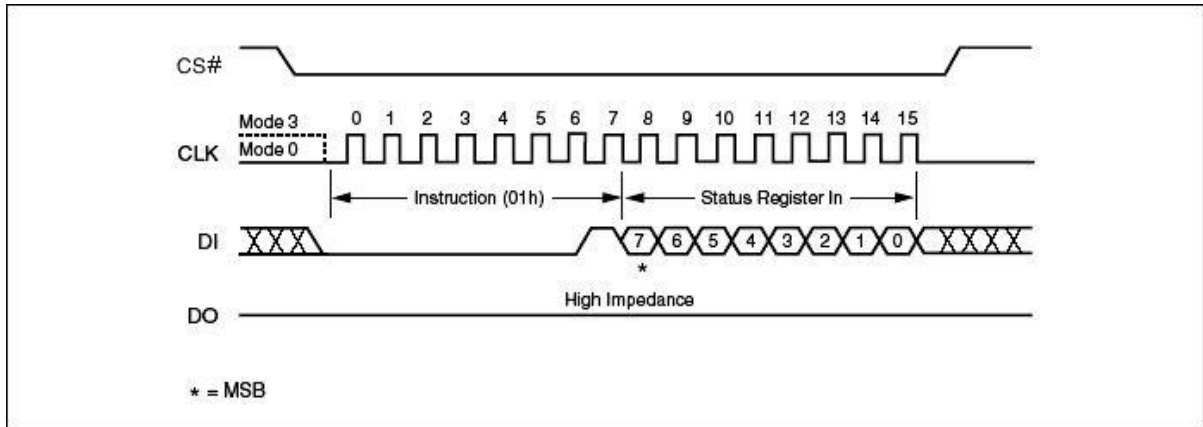 CS#
Mode 3
0 1 2 3 4 5 6 7 8 9 10 11 12 13 14 15
CLK
Mode 0
Instruction (01h)
Status Register In
DI
7 6 5 4 3 2 1 0
*
High Impedance
DO
* = MSB